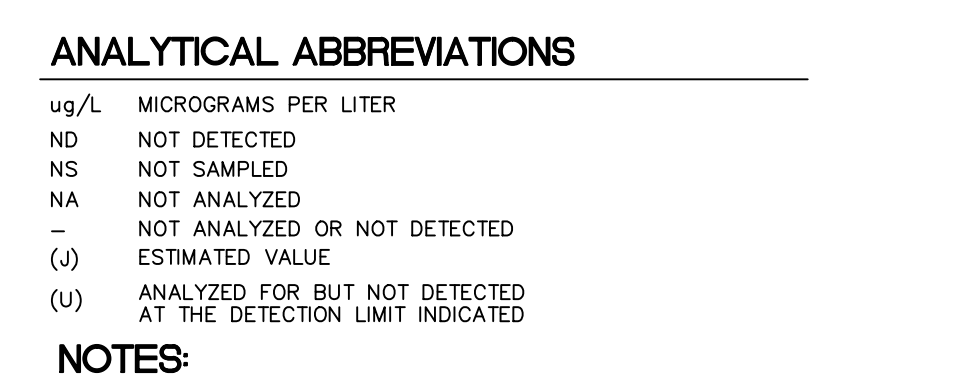 ANALYTICAL ABBREVIATIONS
ug/L MICROGRAMS PER LITER
ND NOT DETECTED
NS NOT SAMPLED
NA NOT ANALYZED
– NOT ANALYZED OR NOT DETECTED
(J) ESTIMATED VALUE
(U) ANALYZED FOR BUT NOT DETECTED
AT THE DETECTION LIMIT INDICATED
NOTES: